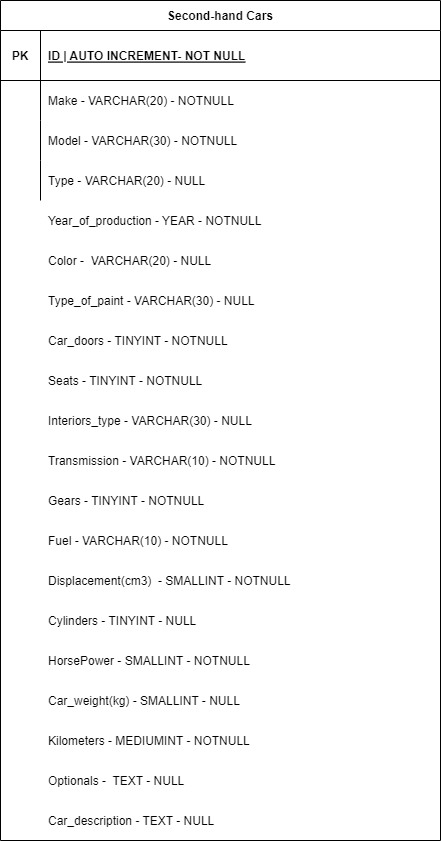 Second-hand Cars
PK ID | AUTO INCREMENT- NOT NULL
Make - VARCHAR(20) - NOTNULL
Model - VARCHAR(30) - NOTNULL
Type - VARCHAR(20) - NULL
Year_of_production - YEAR - NOTNULL
Color -  VARCHAR(20) - NULL
Type_of_paint - VARCHAR(30) - NULL
Car_doors - TINYINT - NOTNULL
Seats - TINYINT - NOTNULL
Interiors_type - VARCHAR(30) - NULL
Transmission - VARCHAR(10) - NOTNULL
Gears - TINYINT - NOTNULL
Fuel - VARCHAR(10) - NOTNULL
Displacement(cm3)  - SMALLINT - NOTNULL
Cylinders - TINYINT - NULL
HorsePower - SMALLINT - NOTNULL
Car_weight(kg) - SMALLINT - NULL
Kilometers - MEDIUMINT - NOTNULL
Optionals -  TEXT - NULL
Car_description - TEXT - NULL